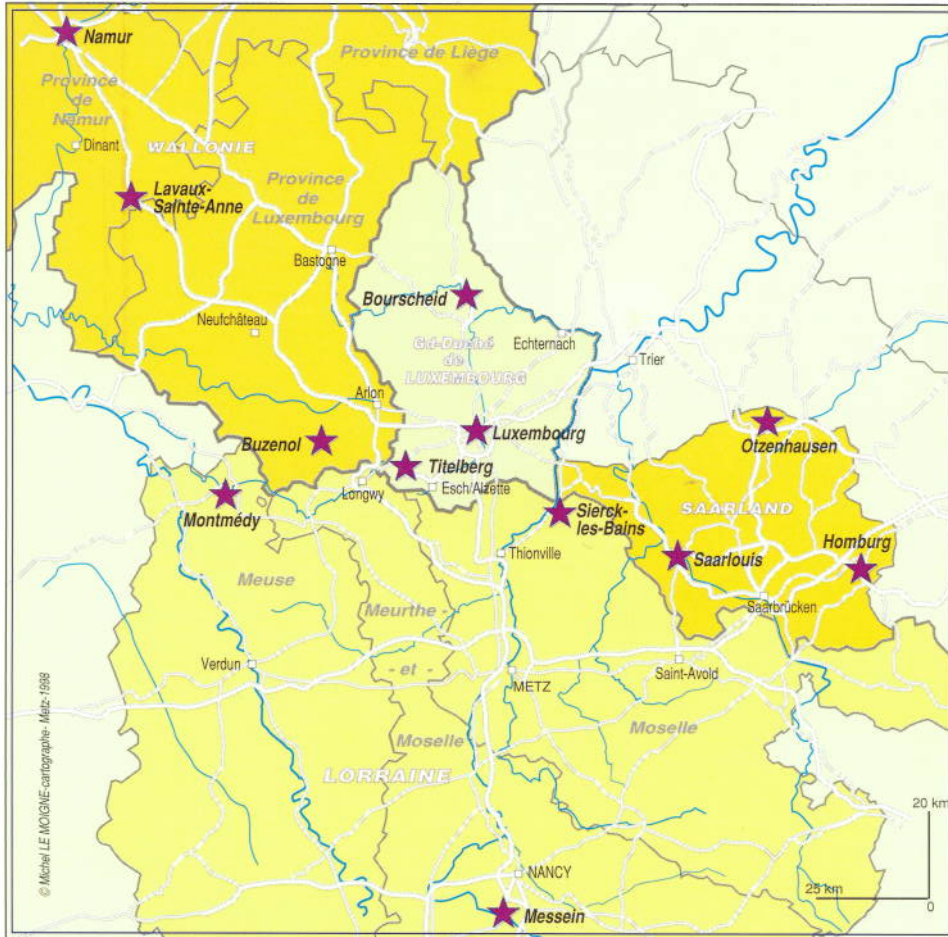 Namur
Province de Liège
Province
de
Namur
Dinant
WALLONIE
Lavaux-
Sainte-Anne
Province
de
Luxembourg
Bastogne
Bourscheid
Neufchâteau
Echternach
Gd-Duché
de
LUXEMBOURG
Trier
Arlon
Otzenhausen
Buzenol
Luxembourg
Titelberg
Longwy
Esch/Alzette
Montmédy
Sierck-
les-Bains
SAARLAND
Thionville
Saarlouis
Homburg
Meuse
Meurthe -
Saarbrücken
Verdun
- et -
METZ
Saint-Avold
Moselle
Moselle
LORRAINE
20 km
NANCY
25 km
0
Messein
© Michel LE MOIGNE-cartographe- Metz-1998